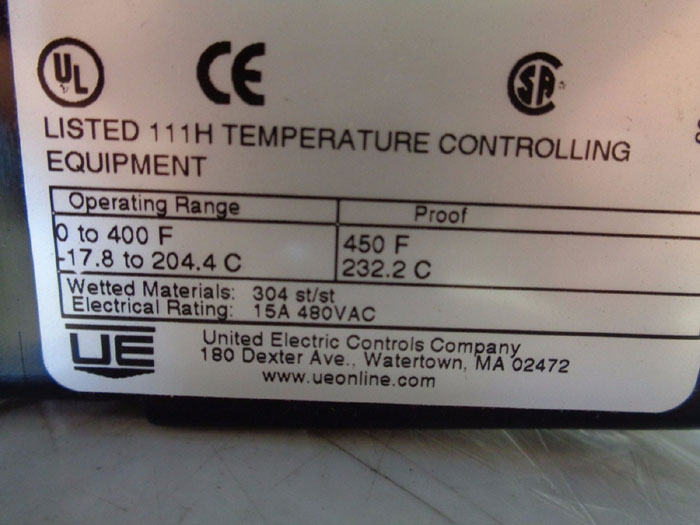 UL CE SA
LISTED 111H TEMPERATURE CONTROLLING
EQUIPMENT
Operating Range Proof
0 to 400 F 450 F
-17.8 to 204.4 C 232.2 C
Wetted Materials: 304 st/st
Electrical Rating: 15A 480VAC
UE United Electric Controls Company
180 Dexter Ave., Watertown, MA 02472
www.ueonline.com